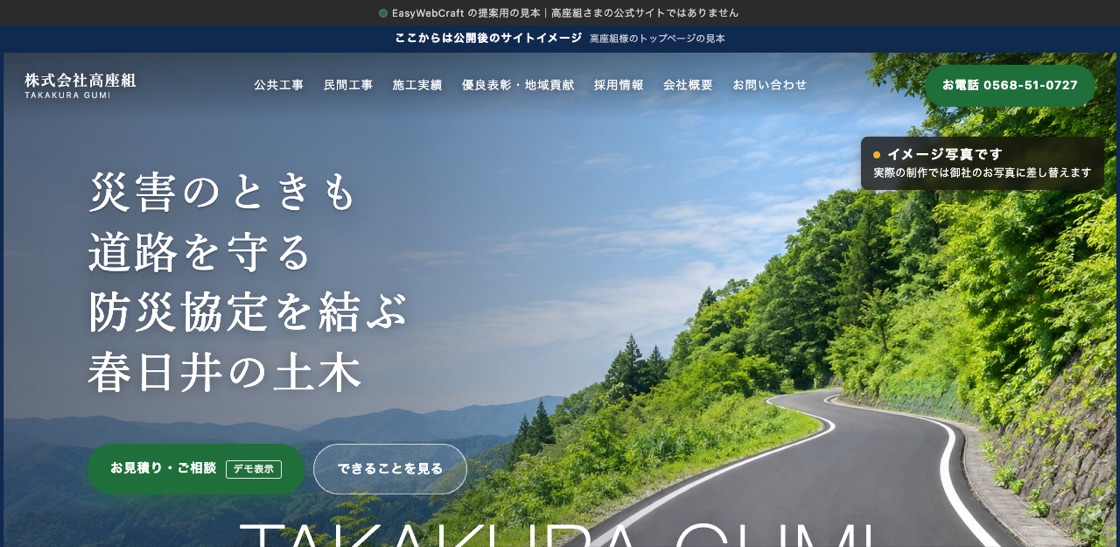 EasyWebCraft の提案用の見本｜高座組さまの公式サイトではありません
ここからは公開後のサイトイメージ 高座組様のトップページの見本
株式会社高座組
TAKAKURA GUMI
公共工事 民間工事 施工実績 優良表彰・地域貢献 採用情報 会社概要 お問い合わせ
お電話 0568-51-0727
イメージ写真です
実際の制作では御社のお写真に差し替えます
災害のときも
道路を守る
防災協定を結ぶ
春日井の土木
お見積り・ご相談 デモ表示
できることを見る
TAKAKURA GUMI